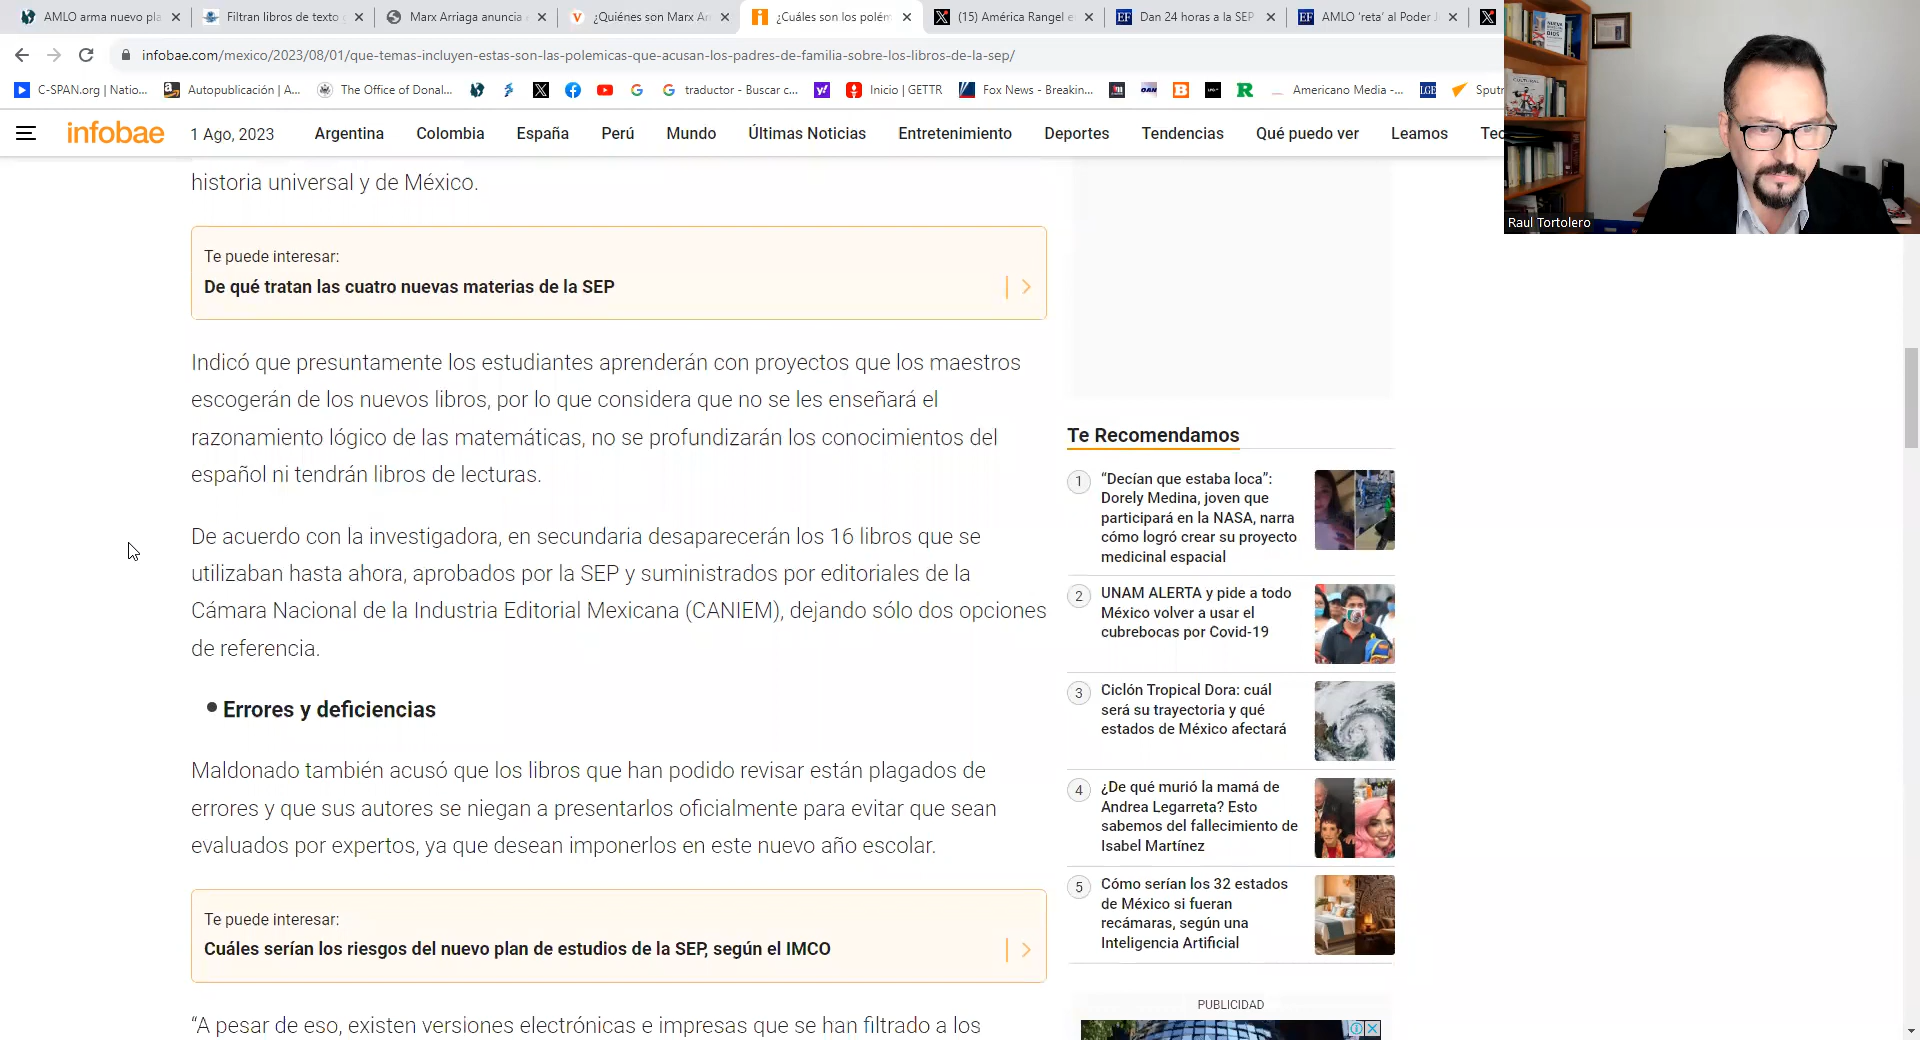 AMLO arma nuevo pla
Filtran libros de texto g
Marx Arriaga anuncia
¿Quiénes son Marx Ar
¿Cuáles son los polém
(15) América Rangel e
Dan 24 horas a la SEP
AMLO ‘reta’ al Poder J
infobae.com/mexico/2023/08/01/que-temas-incluyen-estas-son-las-polemicas-que-acusan-los-padres-de-familia-sobre-los-libros-de-la-sep/
C-SPAN.org | Natio...
Autopublicación | A...
The Office of Donal...
traductor - Buscar c...
Inicio | GETTR
Fox News - Breakin...
OAN
Americano Media -...
LGE
Sputn
infobae
1 Ago, 2023
Argentina
Colombia
España
Perú
Mundo
Últimas Noticias
Entretenimiento
Deportes
Tendencias
Qué puedo ver
Leamos
Tec
Raul Tortolero
historia universal y de México.
Te puede interesar:
De qué tratan las cuatro nuevas materias de la SEP
Indicó que presuntamente los estudiantes aprenderán con proyectos que los maestros
escogerán de los nuevos libros, por lo que considera que no se les enseñará el
razonamiento lógico de las matemáticas, no se profundizarán los conocimientos del
español ni tendrán libros de lecturas.
De acuerdo con la investigadora, en secundaria desaparecerán los 16 libros que se
utilizaban hasta ahora, aprobados por la SEP y suministrados por editoriales de la
Cámara Nacional de la Industria Editorial Mexicana (CANIEM), dejando sólo dos opciones
de referencia.
• Errores y deficiencias
Maldonado también acusó que los libros que han podido revisar están plagados de
errores y que sus autores se niegan a presentarlos oficialmente para evitar que sean
evaluados por expertos, ya que desean imponerlos en este nuevo año escolar.
Te puede interesar:
Cuáles serían los riesgos del nuevo plan de estudios de la SEP, según el IMCO
“A pesar de eso, existen versiones electrónicas e impresas que se han filtrado a los
Te Recomendamos
1
“Decían que estaba loca”:
Dorely Medina, joven que
participará en la NASA, narra
cómo logró crear su proyecto
medicinal espacial
2
UNAM ALERTA y pide a todo
México volver a usar el
cubrebocas por Covid-19
3
Ciclón Tropical Dora: cuál
será su trayectoria y qué
estados de México afectará
4
¿De qué murió la mamá de
Andrea Legarreta? Esto
sabemos del fallecimiento de
Isabel Martínez
5
Cómo serían los 32 estados
de México si fueran
recámaras, según una
Inteligencia Artificial
PUBLICIDAD